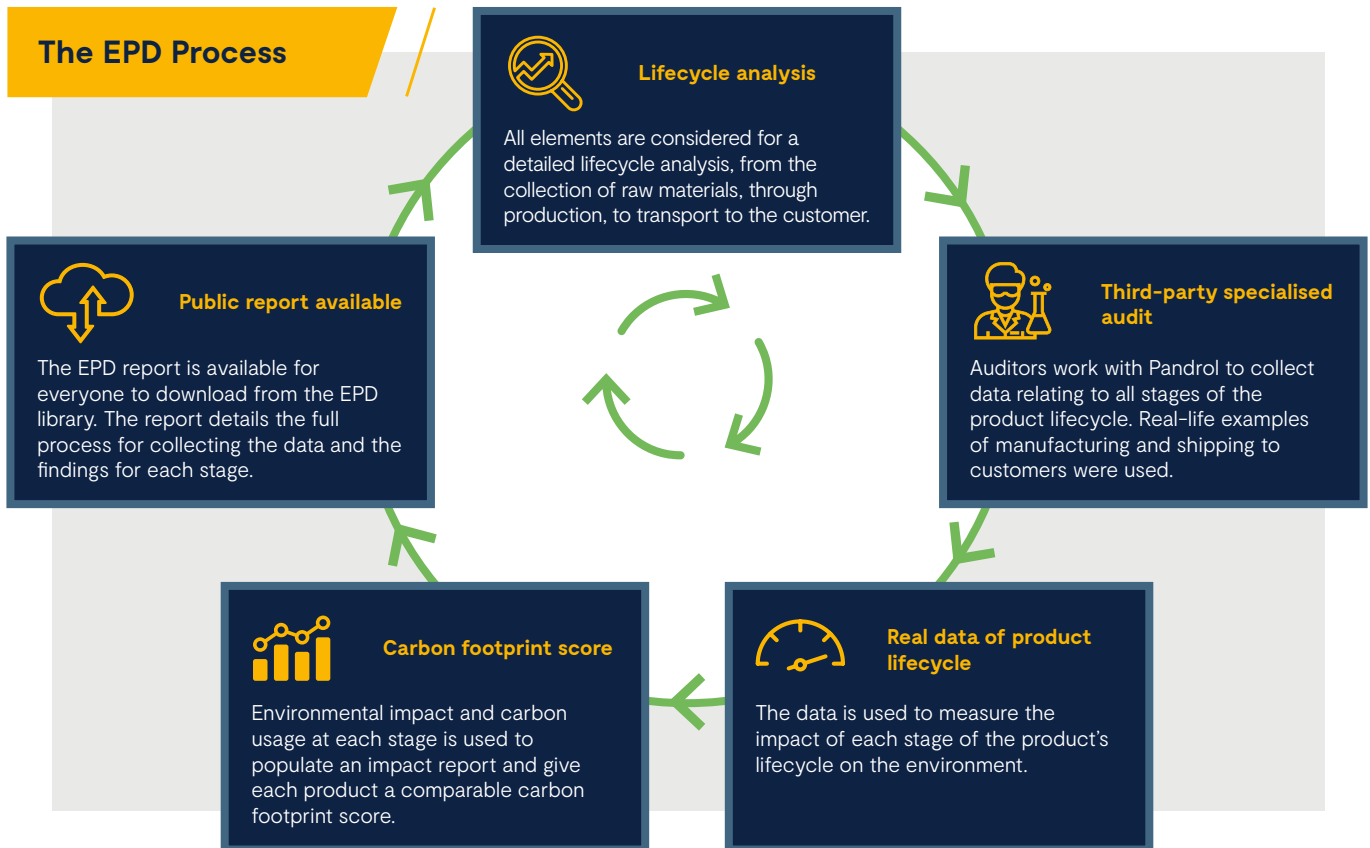 The EPD Process
Lifecycle analysis
All elements are considered for a
detailed lifecycle analysis, from the
collection of raw materials, through
production, to transport to the customer.
Third-party specialised
audit
Auditors work with Pandrol to collect
data relating to all stages of the
product lifecycle. Real-life examples
of manufacturing and shipping to
customers were used.
Real data of product
lifecycle
The data is used to measure the
impact of each stage of the product’s
lifecycle on the environment.
Carbon footprint score
Environmental impact and carbon
usage at each stage is used to
populate an impact report and give
each product a comparable carbon
footprint score.
Public report available
The EPD report is available for
everyone to download from the EPD
library. The report details the full
process for collecting the data and the
findings for each stage.